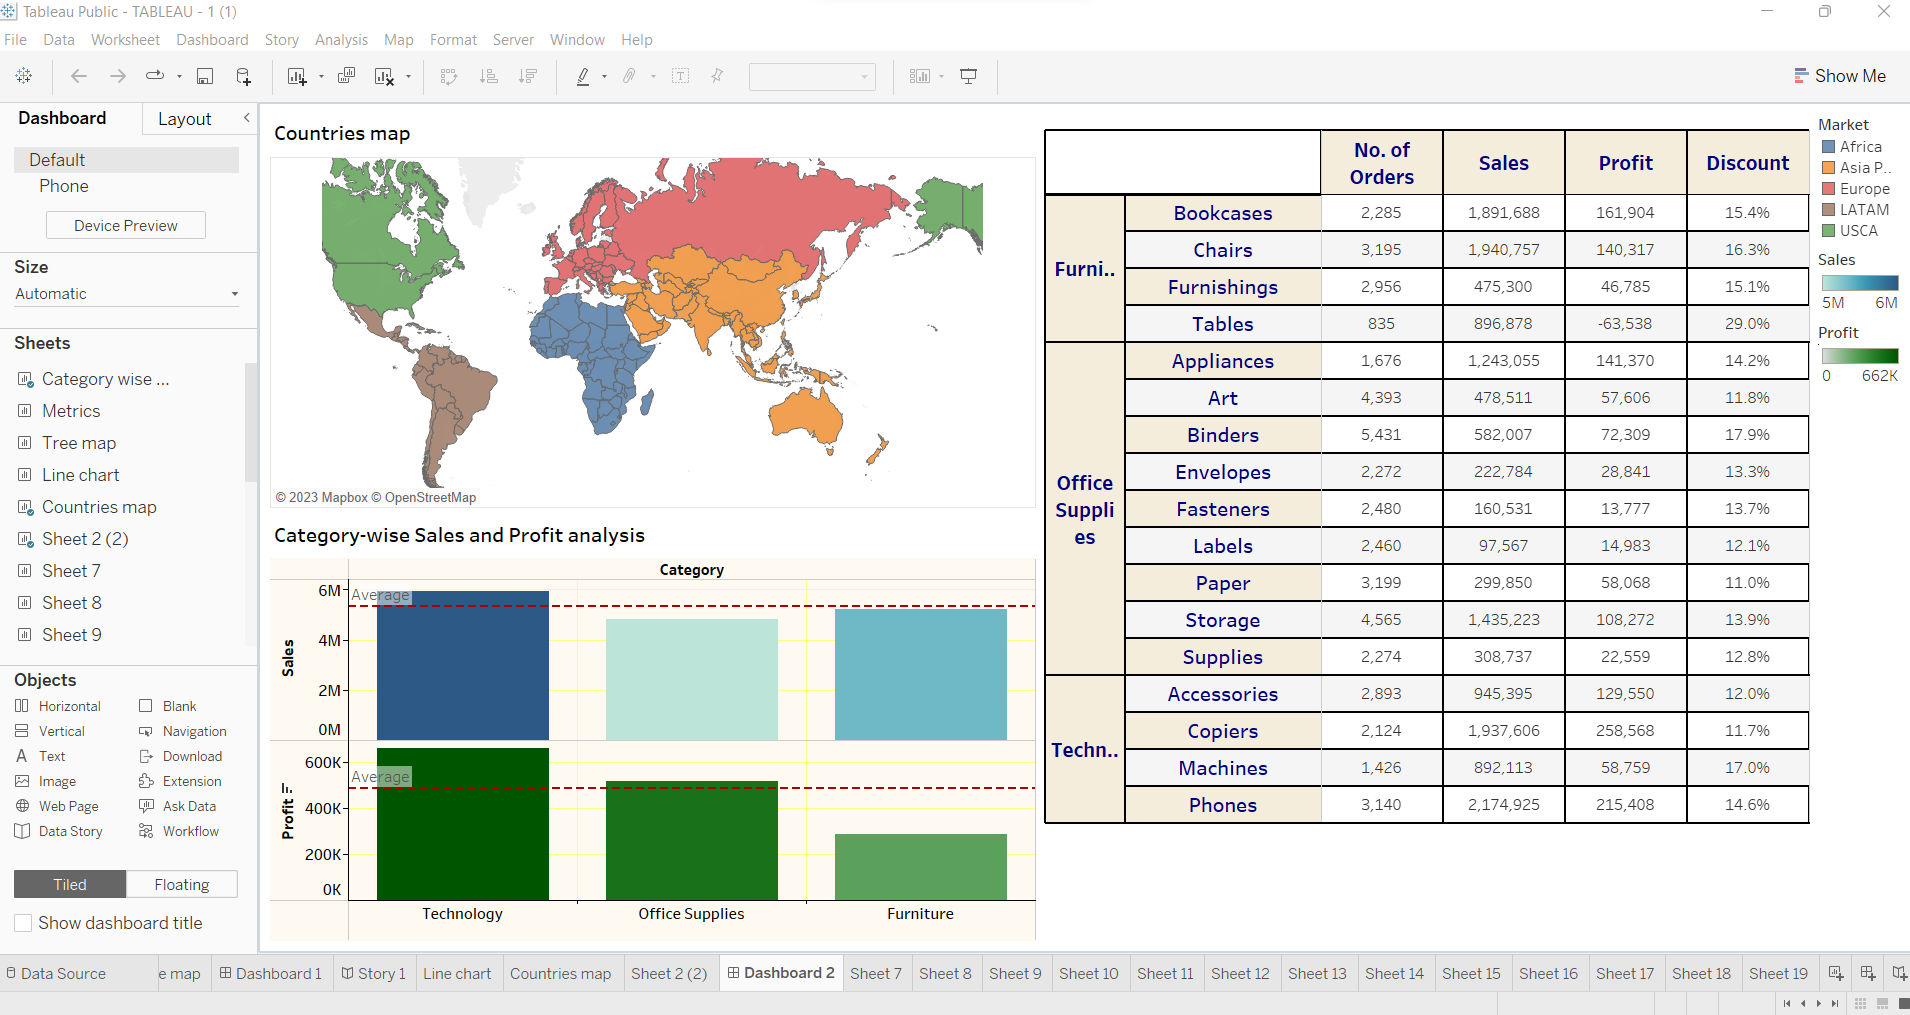 Tableau Public - TABLEAU - 1 (1)
File Data Worksheet Dashboard Story Analysis Map Format Server Window Help
Show Me
Dashboard Layout
Default
Phone
Device Preview
Size
Automatic
Sheets
Category wise ...
Metrics
Tree map
Line chart
Countries map
Sheet 2 (2)
Sheet 7
Sheet 8
Sheet 9
Objects
Horizontal Blank
Vertical Navigation
Text Download
Image Extension
Web Page Ask Data
Data Story Workflow
Tiled Floating
Show dashboard title
Countries map
© 2023 Mapbox © OpenStreetMap
Category-wise Sales and Profit analysis
Category
Sales
6M
4M
2M
0M
Average
Profit
600K
400K
200K
0K
Average
Technology Office Supplies Furniture
No. of Orders Sales Profit Discount
Furni..
Bookcases 2,285 1,891,688 161,904 15.4%
Chairs 3,195 1,940,757 140,317 16.3%
Furnishings 2,956 475,300 46,785 15.1%
Tables 835 896,878 -63,538 29.0%
Office
Suppli
es
Appliances 1,676 1,243,055 141,370 14.2%
Art 4,393 478,511 57,606 11.8%
Binders 5,431 582,007 72,309 17.9%
Envelopes 2,272 222,784 28,841 13.3%
Fasteners 2,480 160,531 13,777 13.7%
Labels 2,460 97,567 14,983 12.1%
Paper 3,199 299,850 58,068 11.0%
Storage 4,565 1,435,223 108,272 13.9%
Supplies 2,274 308,737 22,559 12.8%
Techn..
Accessories 2,893 945,395 129,550 12.0%
Copiers 2,124 1,937,606 258,568 11.7%
Machines 1,426 892,113 58,759 17.0%
Phones 3,140 2,174,925 215,408 14.6%
Market
Africa
Asia P..
Europe
LATAM
USCA
Sales
5M 6M
Profit
0 662K
Data Source e map Dashboard 1 Story 1 Line chart Countries map Sheet 2 (2) Dashboard 2 Sheet 7 Sheet 8 Sheet 9 Sheet 10 Sheet 11 Sheet 12 Sheet 13 Sheet 14 Sheet 15 Sheet 16 Sheet 17 Sheet 18 Sheet 19